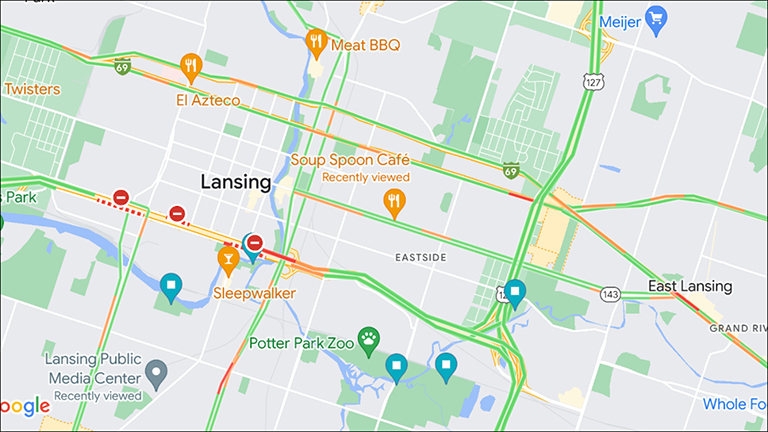 Meijer
Meat BBQ
69
127
El Azteco
Twisters
Soup Spoon Café
Recently viewed
69
Lansing
Park
EASTSIDE
143
East Lansing
Sleepwalker
GRAND RIV
Potter Park Zoo
Lansing Public
Media Center
Recently viewed
Whole Fo
oogle